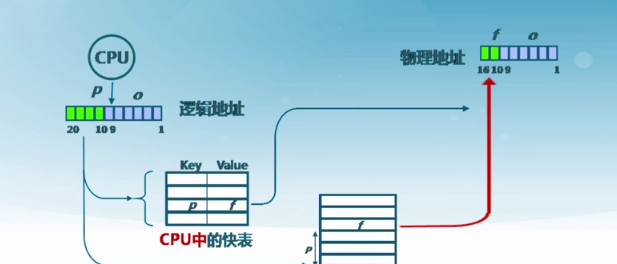 f o
物理地址
16 10 9 1
CPU
p o
逻辑地址
20 10 9 1
Key Value
p f
CPU中的快表
f
p